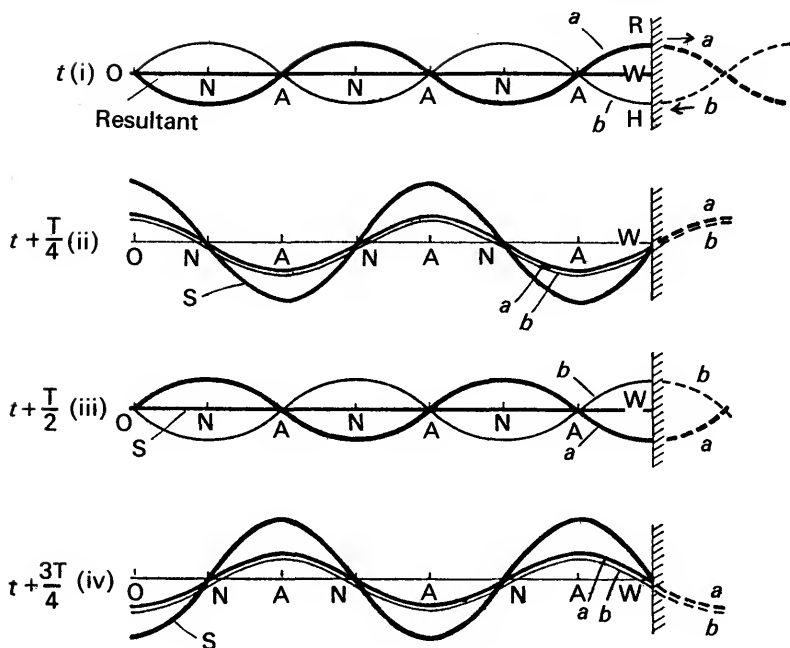 a R a
t (i) O N A N A N A W
Resultant b H b
t + T/4 (ii) a b
O N A N A N A W
S a b
b b
t + T/2 (iii) O N A N A N A W
S a a
t + 3T/4 (iv) O N A N A N A W a
S a b b